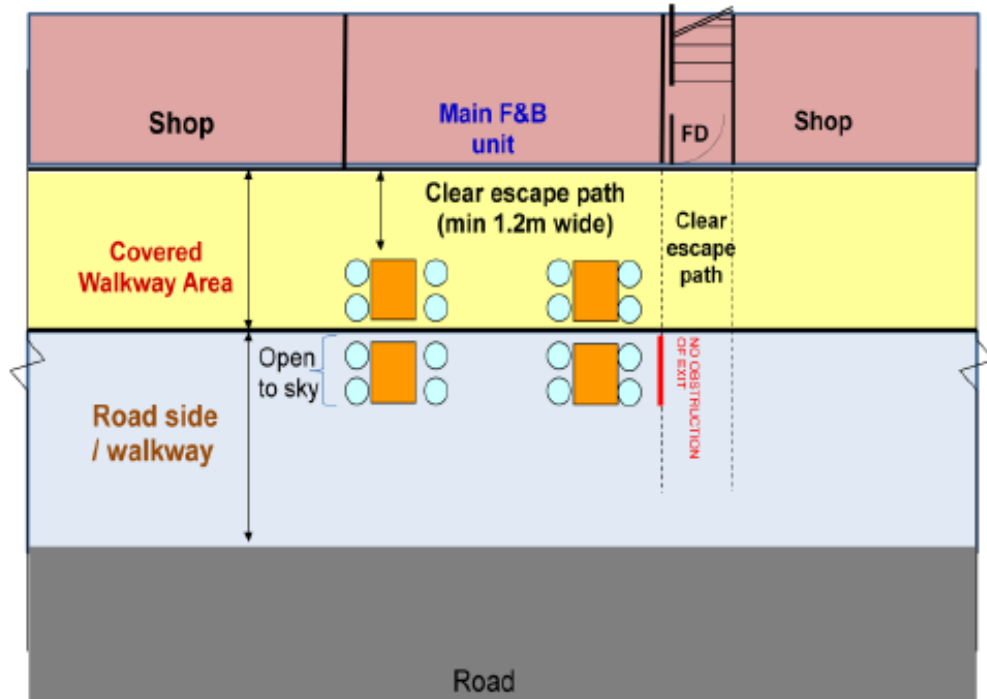 Shop
Main F&B
unit
FD
Shop
Clear escape path
(min 1.2m wide)
Clear
escape
path
Covered
Walkway Area
Open
to sky
NO OBSTRUCTION
OF EXIT
Road side
/ walkway
Road